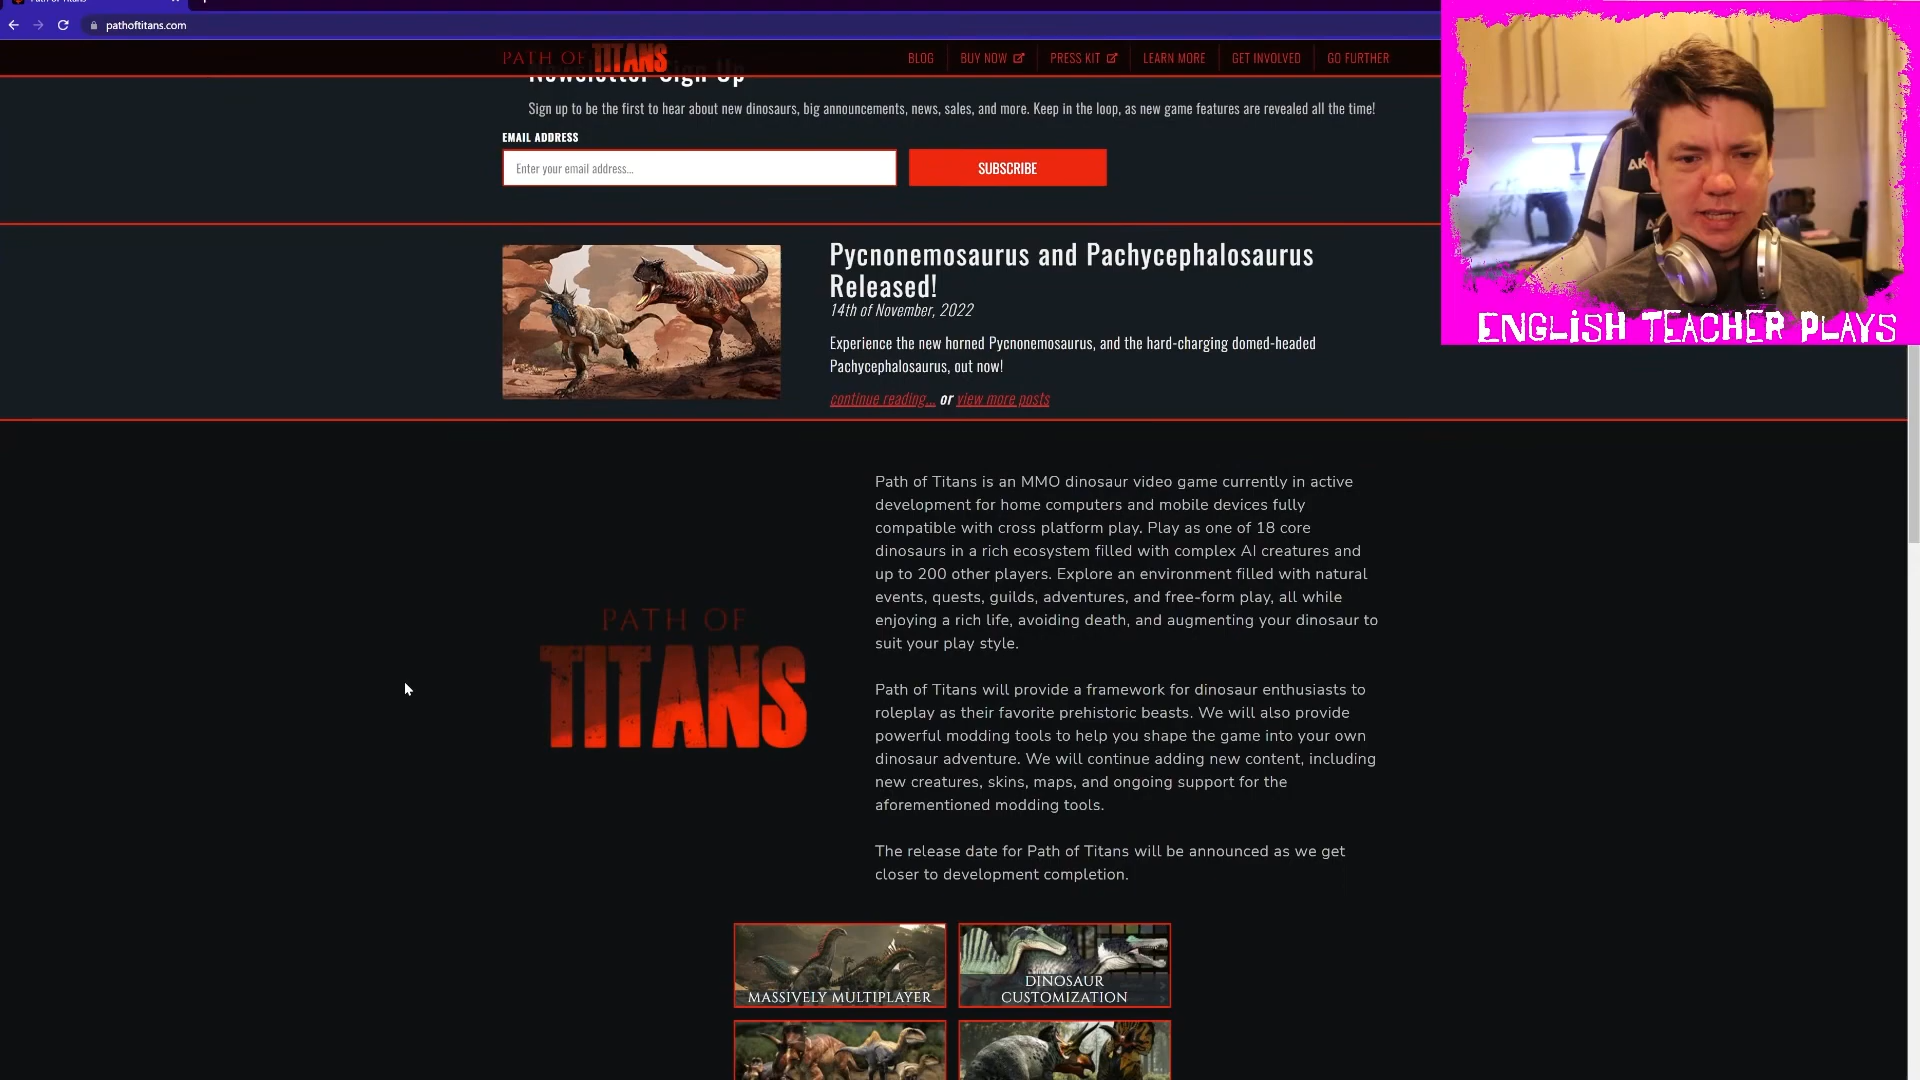 pathoftitans.com
PATH OF TITANS
BLOG
BUY NOW
PRESS KIT
LEARN MORE
GET INVOLVED
GO FURTHER
Newsletter Sign Up
Sign up to be the first to hear about new dinosaurs, big announcements, news, sales, and more. Keep in the loop, as new game features are revealed all the time!
EMAIL ADDRESS
Enter your email address...
SUBSCRIBE
Pycnonemosaurus and Pachycephalosaurus
Released!
14th of November, 2022
Experience the new horned Pycnonemosaurus, and the hard-charging domed-headed
Pachycephalosaurus, out now!
continue reading... or view more posts
AK
ENGLISH TEACHER PLAYS
PATH OF
TITANS
Path of Titans is an MMO dinosaur video game currently in active
development for home computers and mobile devices fully
compatible with cross platform play. Play as one of 18 core
dinosaurs in a rich ecosystem filled with complex AI creatures and
up to 200 other players. Explore an environment filled with natural
events, quests, guilds, adventures, and free-form play, all while
enjoying a rich life, avoiding death, and augmenting your dinosaur to
suit your play style.
Path of Titans will provide a framework for dinosaur enthusiasts to
roleplay as their favorite prehistoric beasts. We will also provide
powerful modding tools to help you shape the game into your own
dinosaur adventure. We will continue adding new content, including
new creatures, skins, maps, and ongoing support for the
aforementioned modding tools.
The release date for Path of Titans will be announced as we get
closer to development completion.
MASSIVELY MULTIPLAYER
DINOSAUR
CUSTOMIZATION